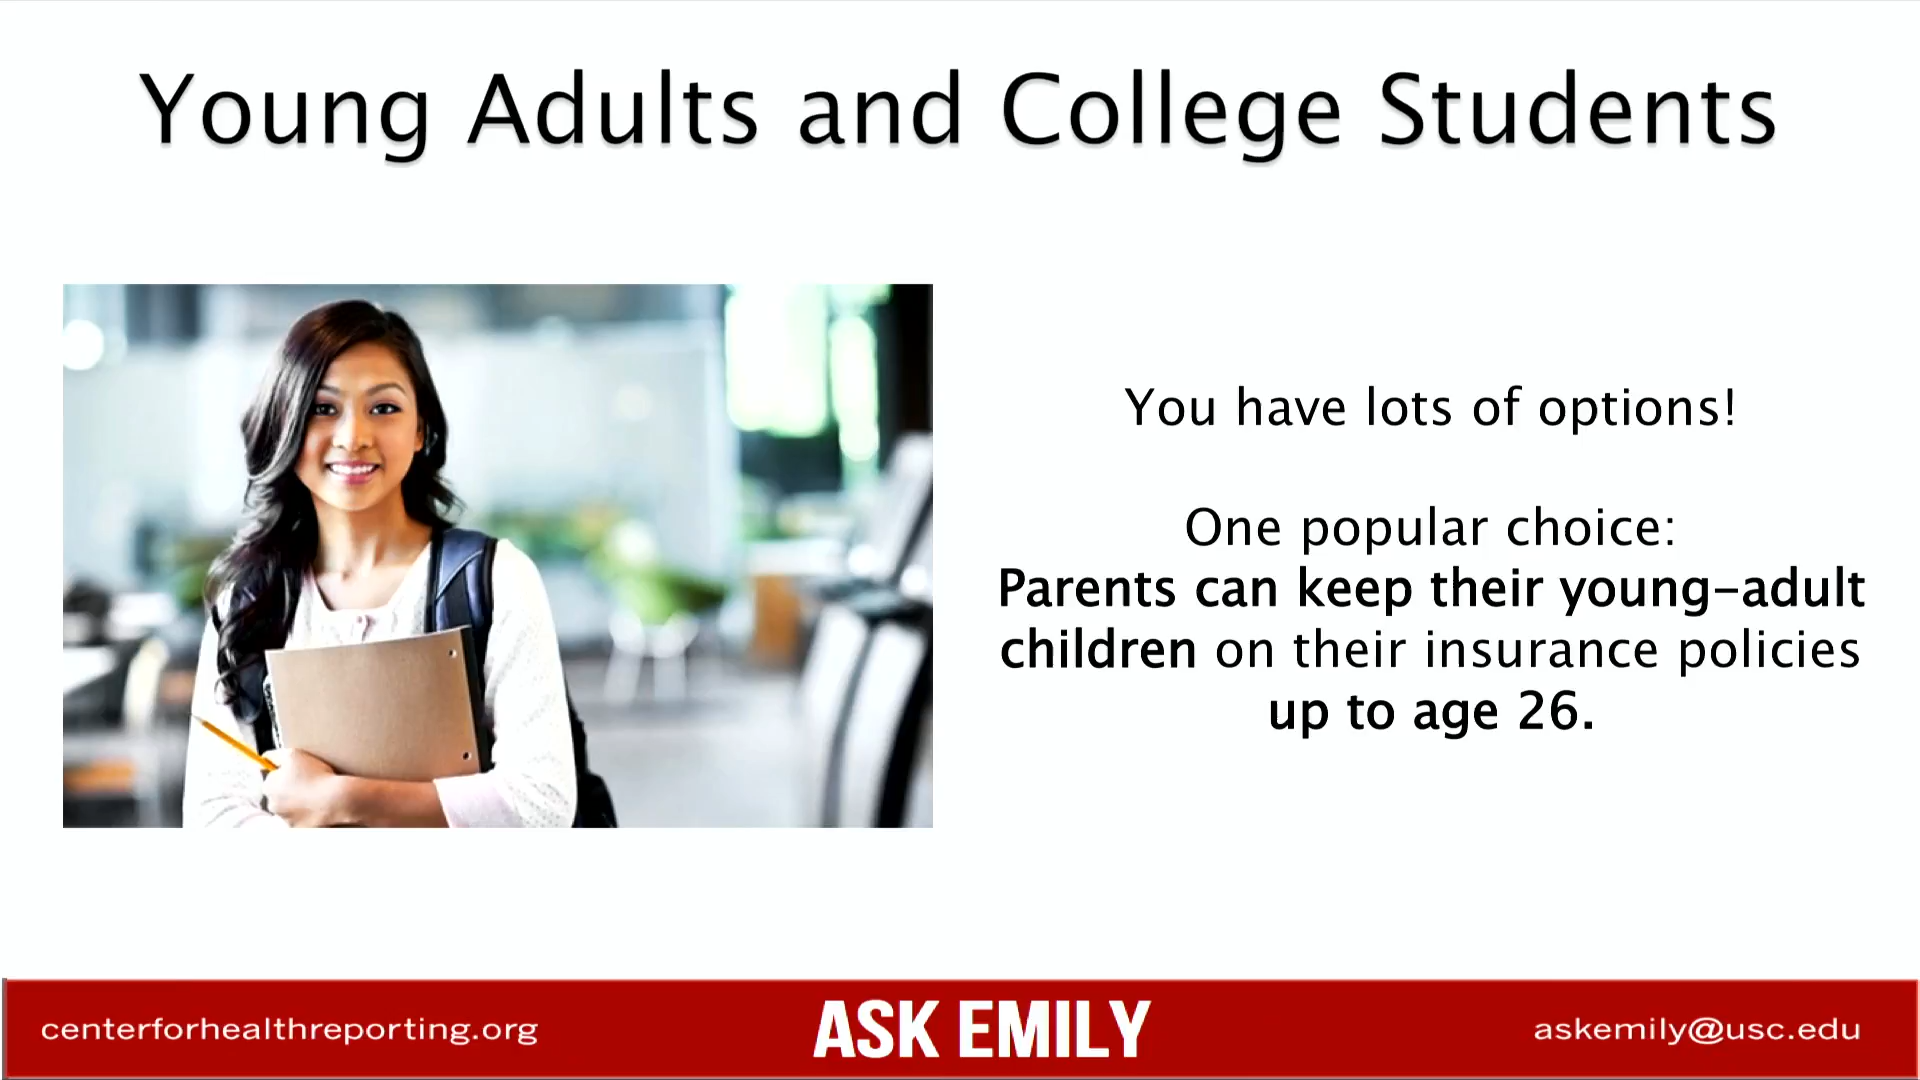 Young Adults and College Students
You have lots of options!
One popular choice:
Parents can keep their young-adult
children on their insurance policies
up to age 26.
centerforhealthreporting.org
ASK EMILY
askemily@usc.edu